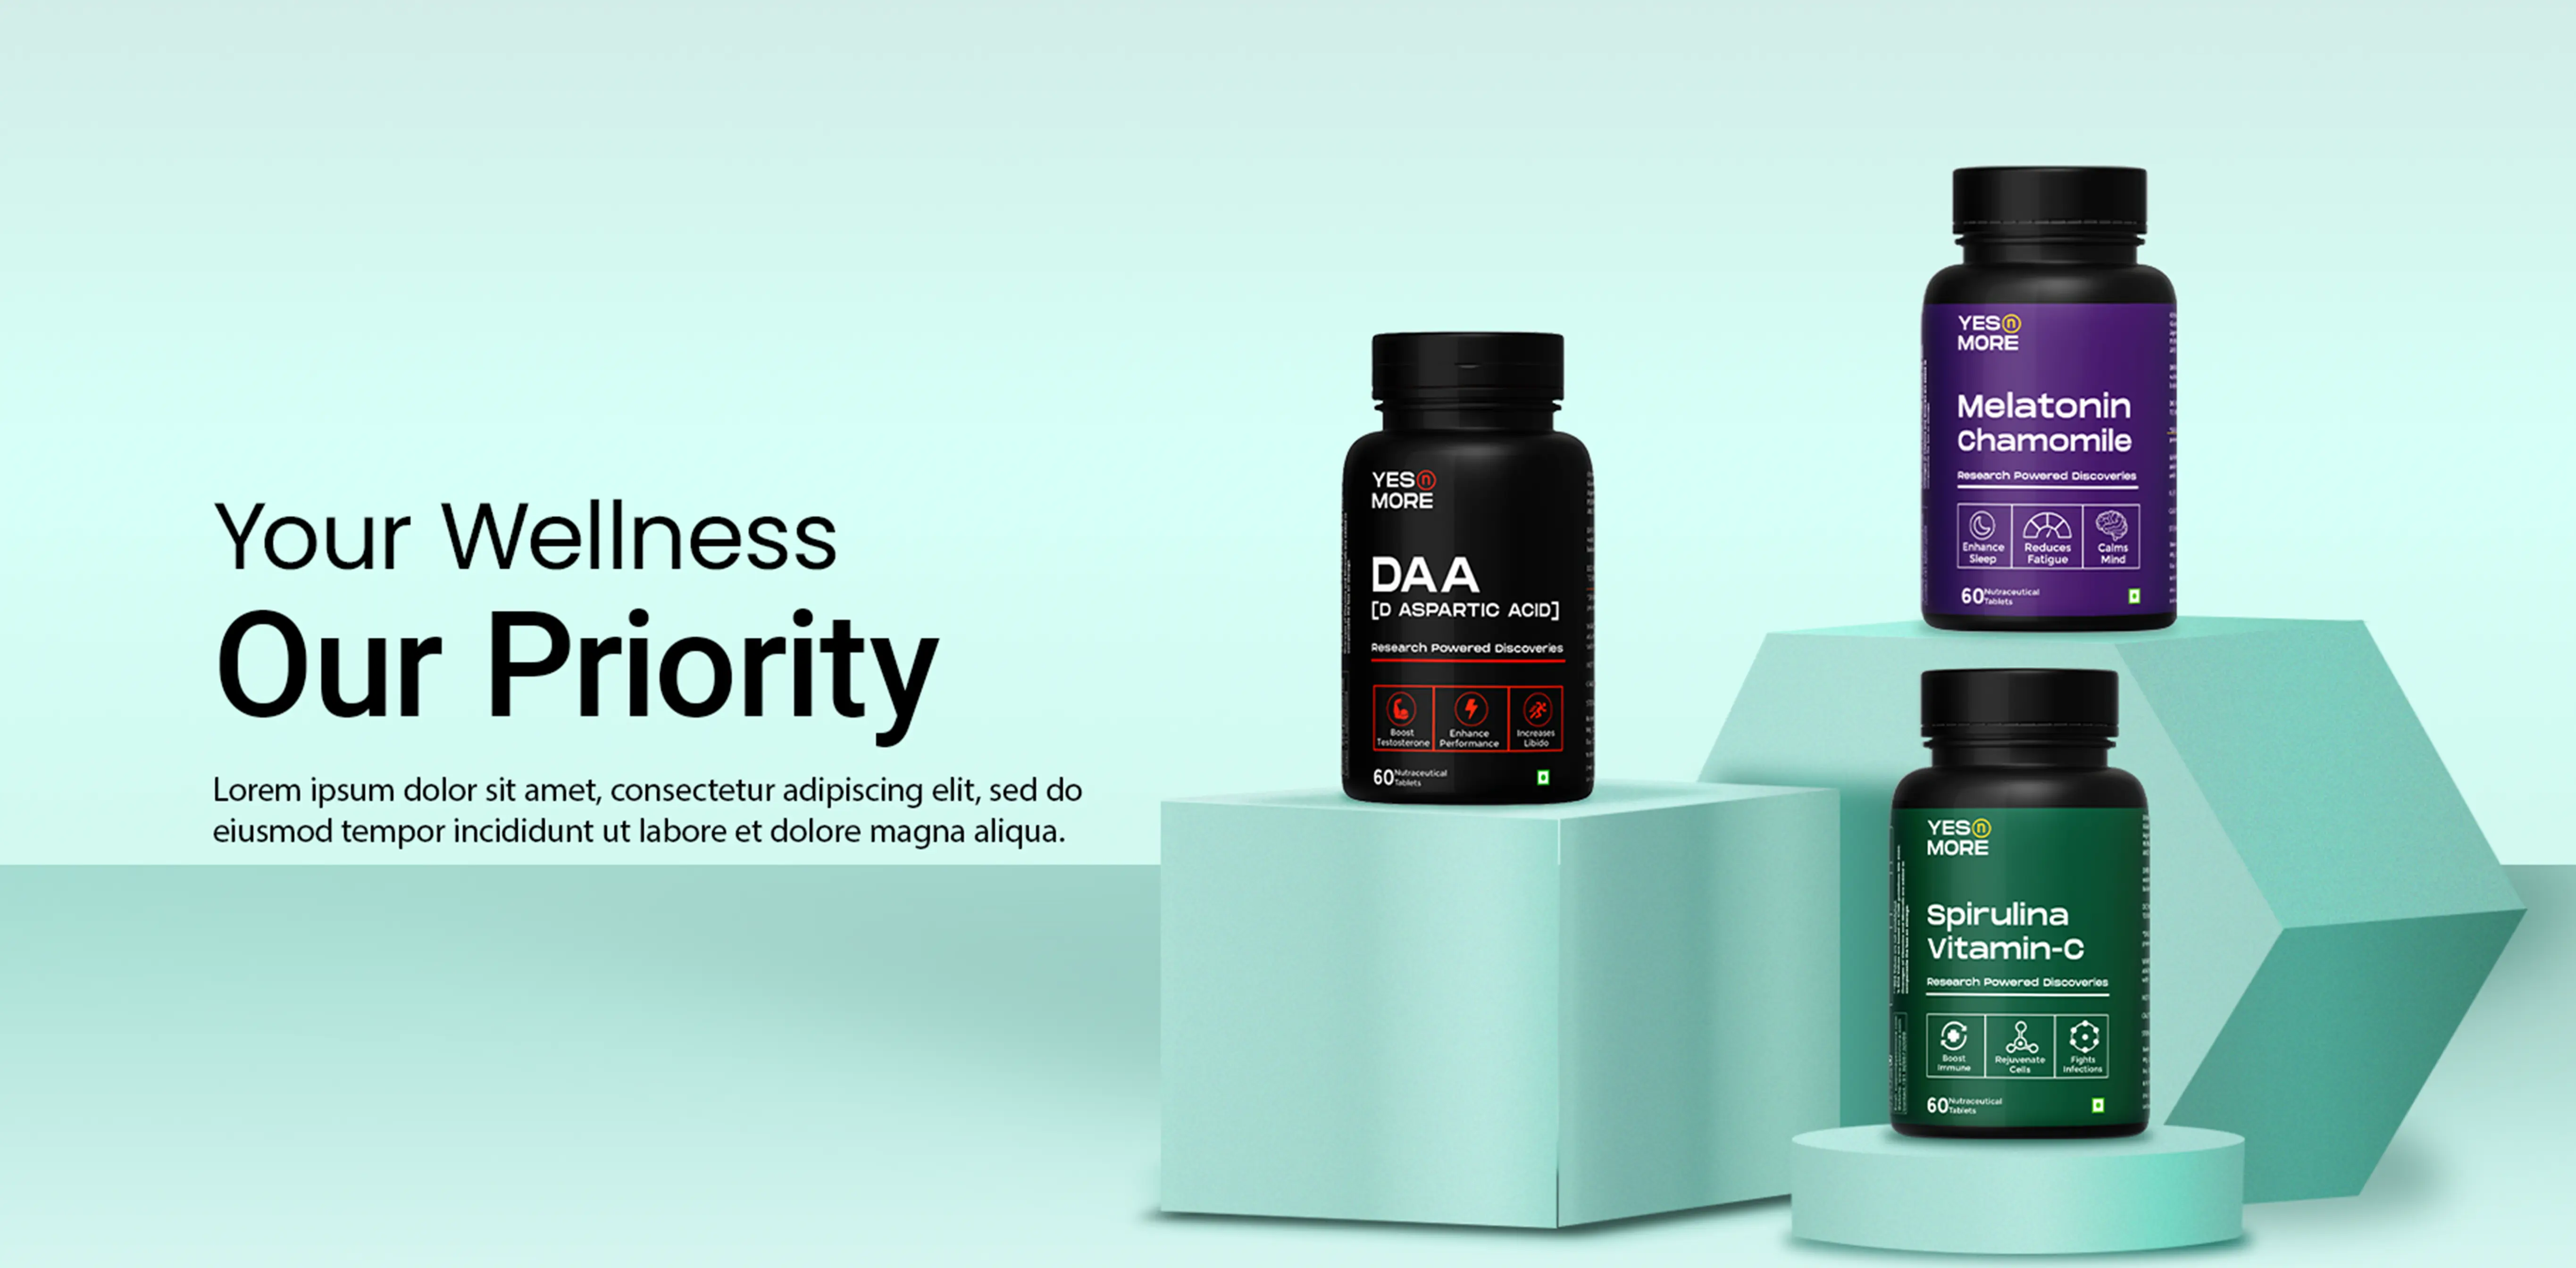 Your Wellness
Our Priority
Lorem ipsum dolor sit amet, consectetur adipiscing elit, sed do
eiusmod tempor incididunt ut labore et dolore magna aliqua.
YES n
MORE
DAA
[D ASPARTIC ACID]
Research Powered Discoveries
Boost
Testosterone
Enhance
Performance
Increases
Libido
60 Nutraceutical
Tablets
YES n
MORE
Melatonin
Chamomile
Research Powered Discoveries
Enhance
Sleep
Reduces
Fatigue
Calms
Mind
60 Nutraceutical
Tablets
YES n
MORE
Spirulina
Vitamin-C
Research Powered Discoveries
Boost
Immune
Rejuvenate
Cells
Fights
Infections
60 Nutraceutical
Tablets